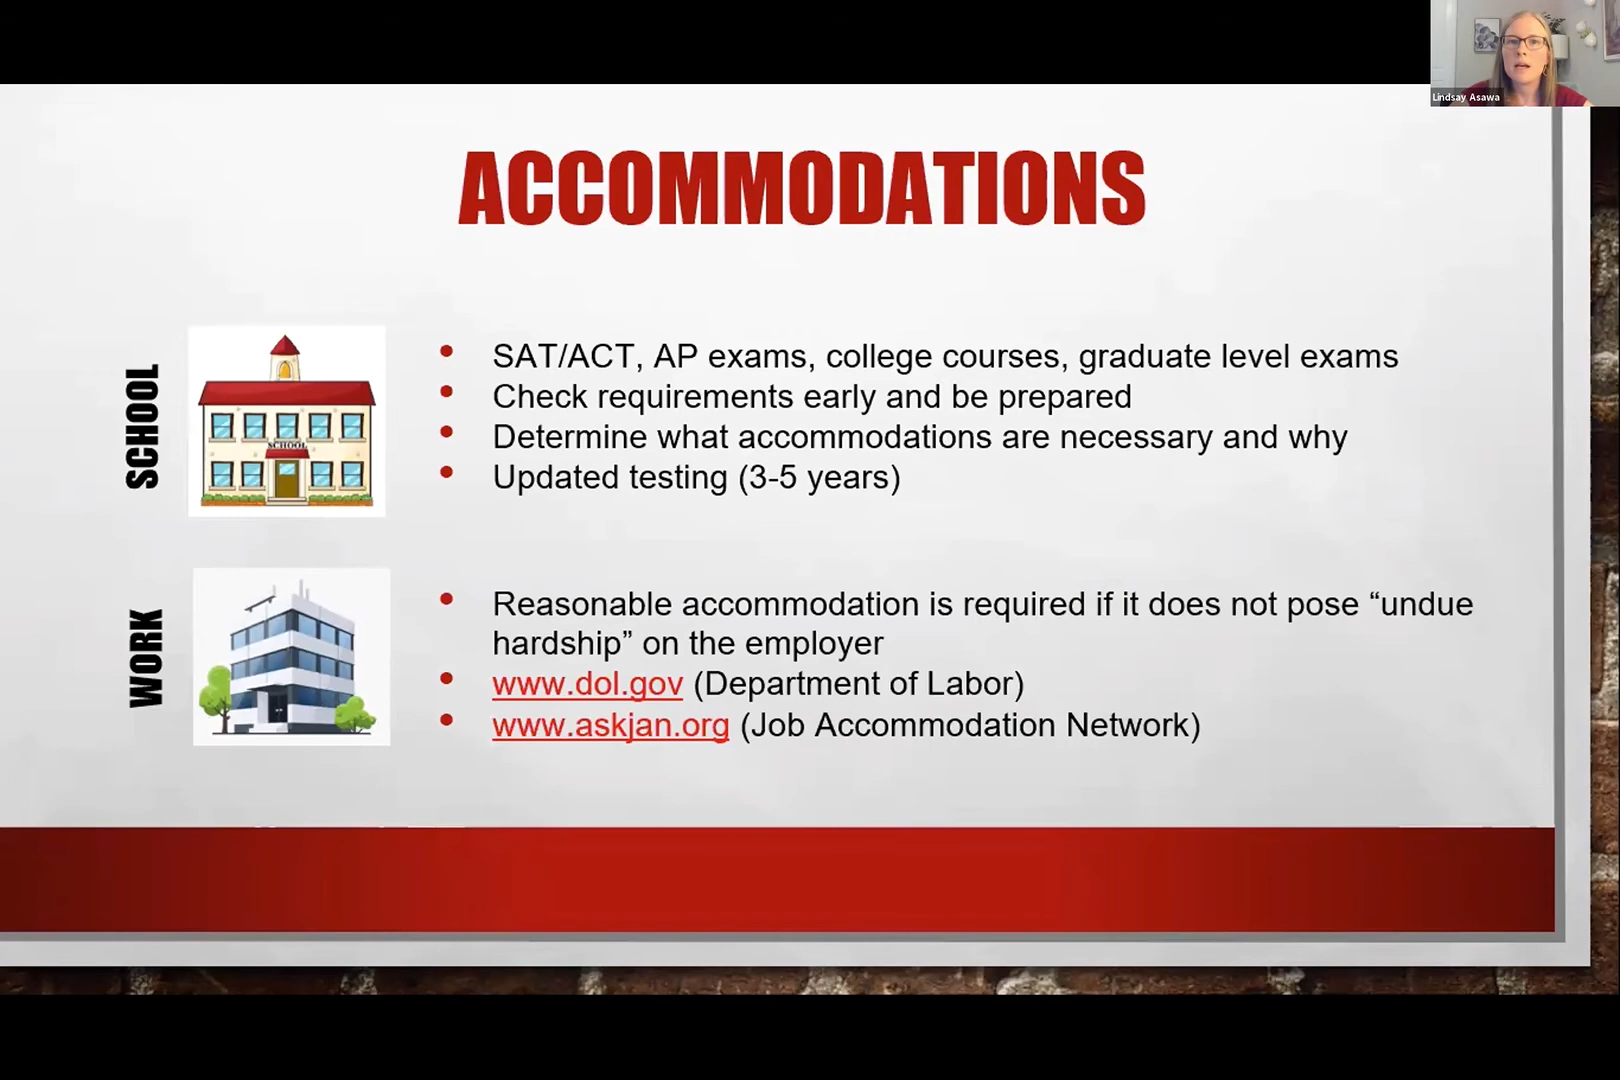 Lindsay Asawa
ACCOMMODATIONS
SCHOOL
SCHOOL
• SAT/ACT, AP exams, college courses, graduate level exams
• Check requirements early and be prepared
• Determine what accommodations are necessary and why
• Updated testing (3-5 years)
WORK
• Reasonable accommodation is required if it does not pose “undue
hardship” on the employer
• www.dol.gov (Department of Labor)
• www.askjan.org (Job Accommodation Network)